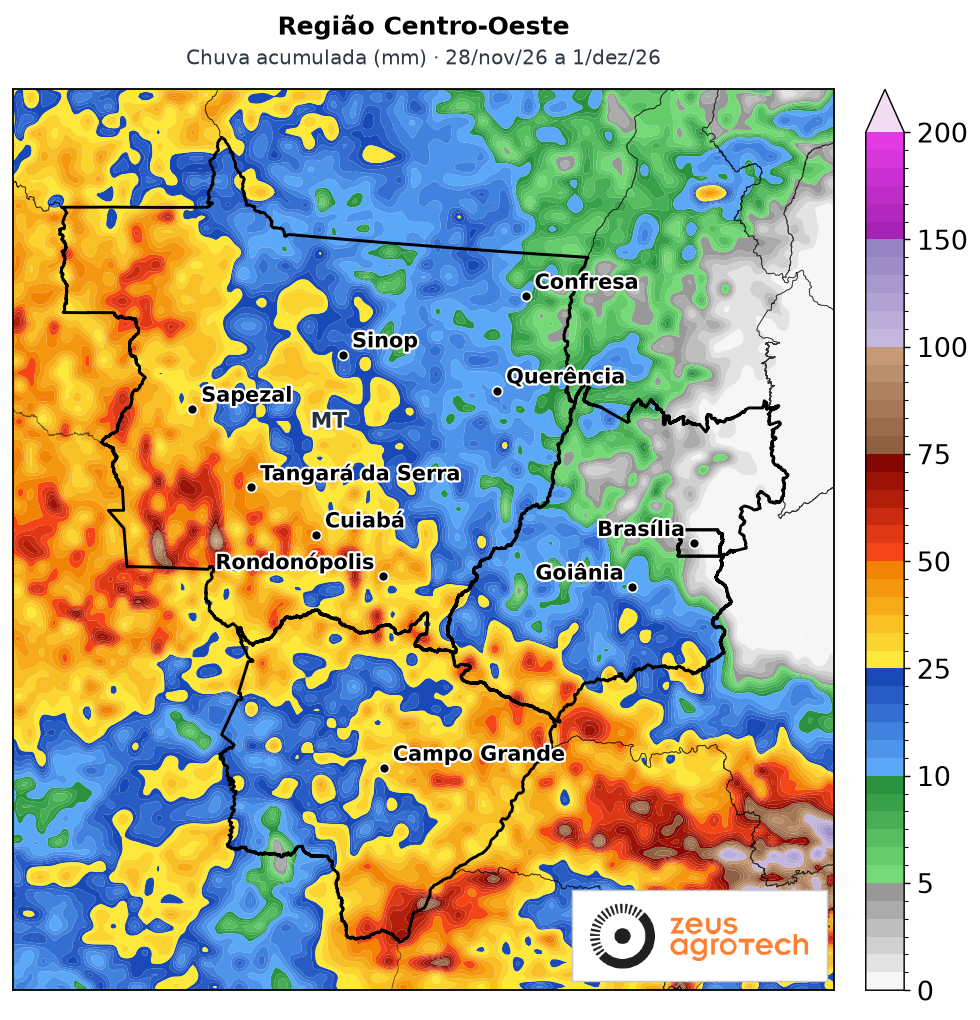 Região Centro-Oeste
Chuva acumulada (mm) · 28/nov/26 a 1/dez/26
Confresa
Sinop
Querência
Sapezal
MT
Tangará da Serra
Cuiabá
Brasília
Rondonópolis
Goiânia
Campo Grande
zeus
agrotech
200
150
100
75
50
25
10
5
0